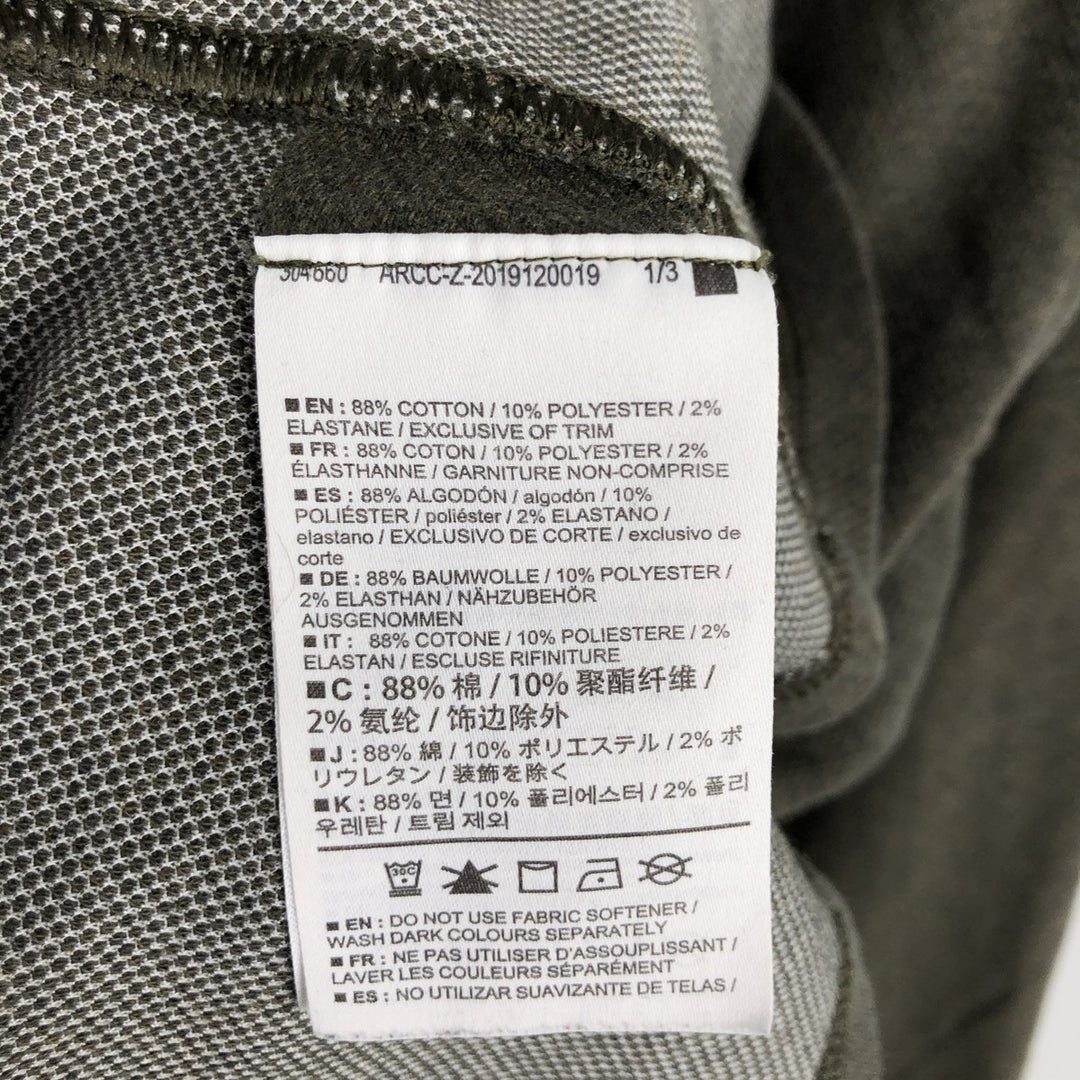 304660 ARCC-Z-2019120019 1/3
EN : 88% COTTON / 10% POLYESTER / 2%
ELASTANE / EXCLUSIVE OF TRIM
FR : 88% COTON / 10% POLYESTER / 2%
ÉLASTHANNE / GARNITURE NON-COMPRISE
ES : 88% ALGODÓN / algodón / 10%
POLIÉSTER / poliéster / 2% ELASTANO /
elastano / EXCLUSIVO DE CORTE / exclusivo de
corte
DE : 88% BAUMWOLLE / 10% POLYESTER /
2% ELASTHAN / NÄHZUBEHÖR
AUSGENOMMEN
IT : 88% COTONE / 10% POLIESTERE / 2%
ELASTAN / ESCLUSE RIFINITURE
C : 88% 棉 / 10% 聚酯纤维 /
2% 氨纶 / 饰边除外
J : 88% 綿 / 10% ポリエステル / 2% ポ
リウレタン / 装飾を除く
K : 88% 면 / 10% 폴리에스터 / 2% 폴리
우레탄 / 트림 제외
30C
EN : DO NOT USE FABRIC SOFTENER /
WASH DARK COLOURS SEPARATELY
FR : NE PAS UTILISER D'ASSOUPLISSANT /
LAVER LES COULEURS SÉPARÉMENT
ES : NO UTILIZAR SUAVIZANTE DE TELAS /